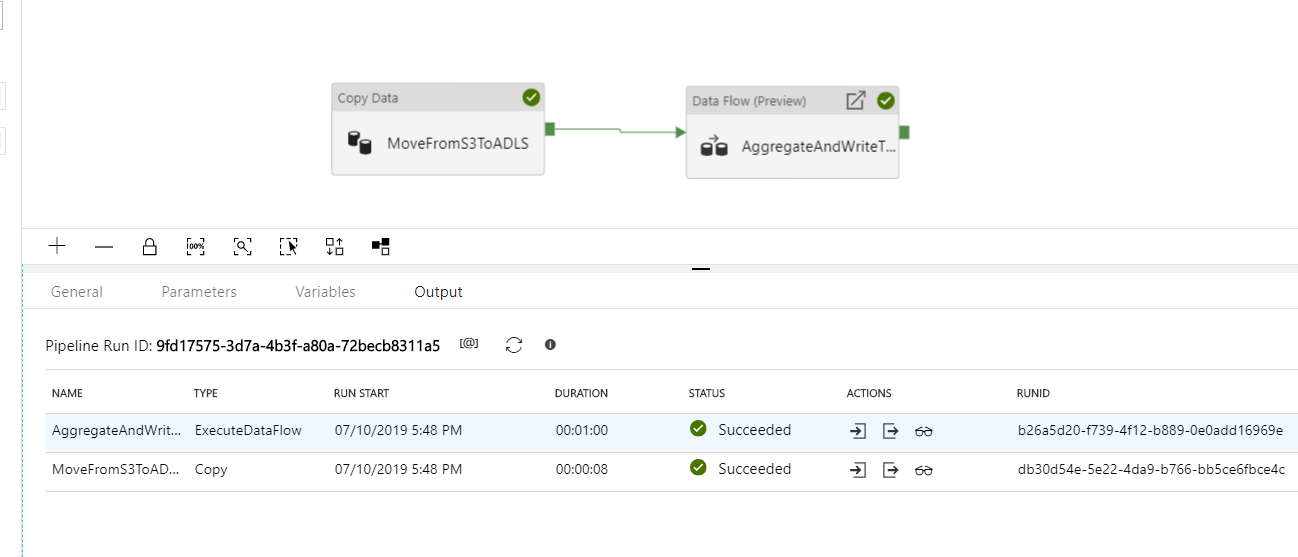 Copy Data
MoveFromS3ToADLS
Data Flow (Preview)
AggregateAndWriteT...
100%
General Parameters Variables Output
Pipeline Run ID: 9fd17575-3d7a-4b3f-a80a-72becb8311a5 [@]
NAME TYPE RUN START DURATION STATUS ACTIONS RUNID
AggregateAndWrit... ExecuteDataFlow 07/10/2019 5:48 PM 00:01:00 Succeeded b26a5d20-f739-4f12-b889-0e0add16969e
MoveFromS3ToAD... Copy 07/10/2019 5:48 PM 00:00:08 Succeeded db30d54e-5e22-4da9-b766-bb5ce6fbce4c